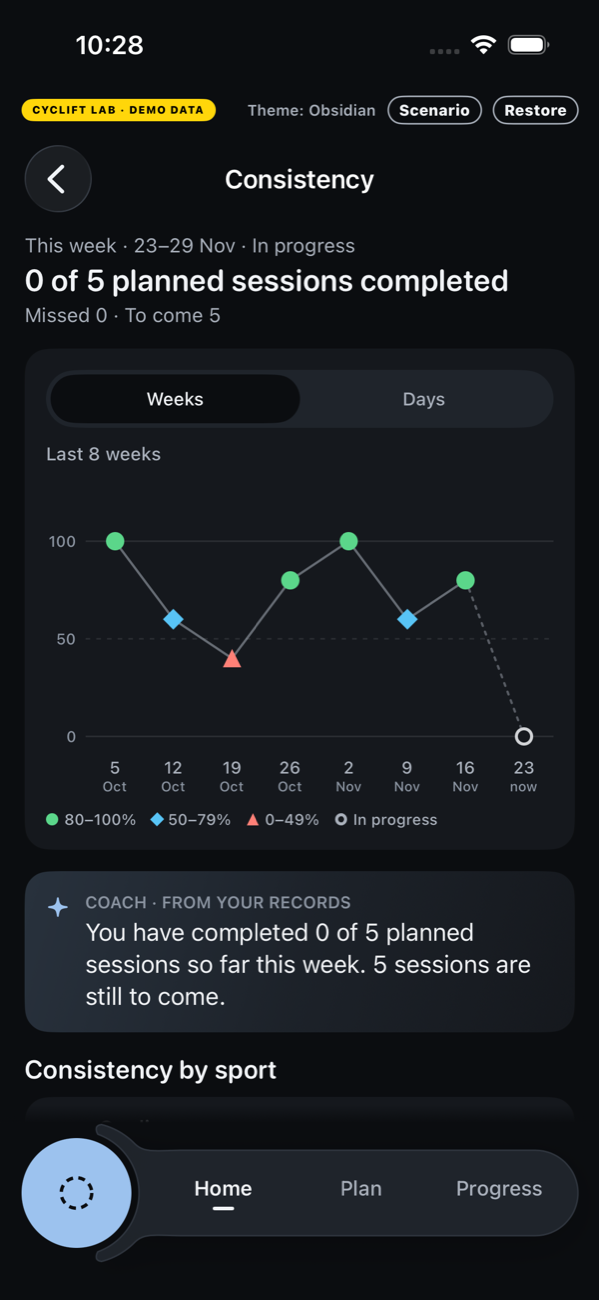 10:28
CYCLIFT LAB · DEMO DATA
Theme: Obsidian
Scenario
Restore
Consistency
This week · 23–29 Nov · In progress
0 of 5 planned sessions completed
Missed 0 · To come 5
Weeks
Days
Last 8 weeks
100
50
0
5 Oct
12 Oct
19 Oct
26 Oct
2 Nov
9 Nov
16 Nov
23 now
80–100%
50–79%
0–49%
In progress
COACH · FROM YOUR RECORDS
You have completed 0 of 5 planned
sessions so far this week. 5 sessions are
still to come.
Consistency by sport
Home
Plan
Progress